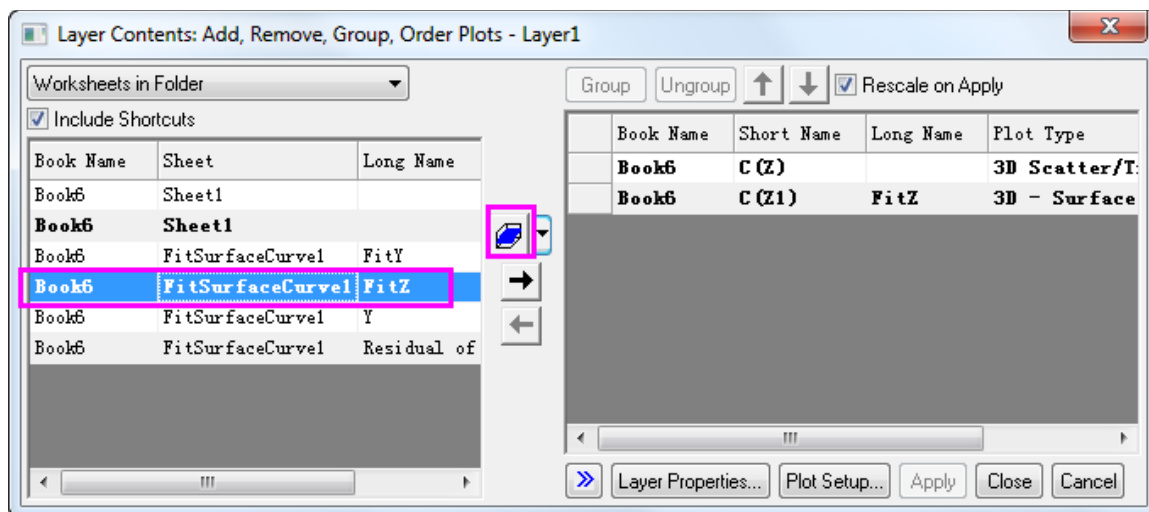 Layer Contents: Add, Remove, Group, Order Plots - Layer1
Worksheets in Folder
Include Shortcuts
Book Name Sheet Long Name
Book6 Sheet1
Book6 Sheet1
Book6 FitSurfaceCurve1 FitY
Book6 FitSurfaceCurve1 FitZ
Book6 FitSurfaceCurve1 Y
Book6 FitSurfaceCurve1 Residual of
Group Ungroup Rescale on Apply
Book Name Short Name Long Name Plot Type
Book6 C(Z) 3D Scatter/T
Book6 C(Z1) FitZ 3D - Surface
Layer Properties... Plot Setup... Apply Close Cancel